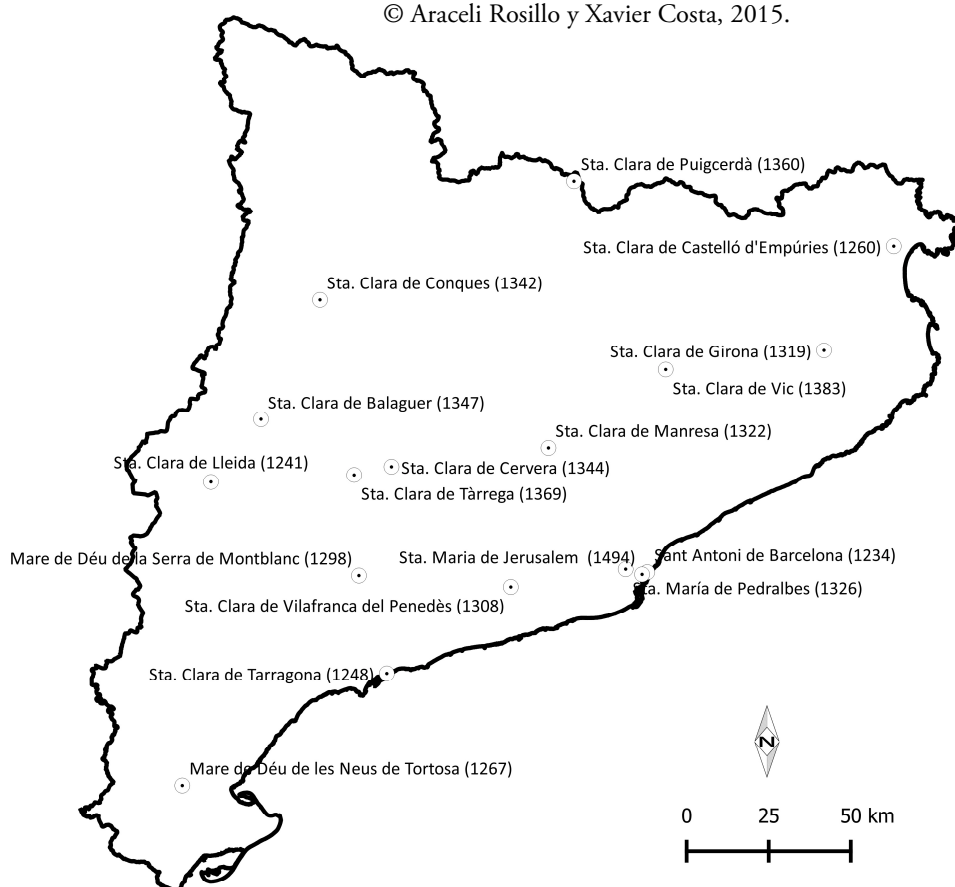 © Araceli Rosillo y Xavier Costa, 2015.
Sta. Clara de Puigcerdà (1360)
Sta. Clara de Castelló d'Empúries (1260)
Sta. Clara de Conques (1342)
Sta. Clara de Girona (1319)
Sta. Clara de Vic (1383)
Sta. Clara de Balaguer (1347)
Sta. Clara de Manresa (1322)
Sta. Clara de Lleida (1241)
Sta. Clara de Cervera (1344)
Sta. Clara de Tàrrega (1369)
Mare de Déu de la Serra de Montblanc (1298)
Sta. Maria de Jerusalem (1494)
Sant Antoni de Barcelona (1234)
Sta. María de Pedralbes (1326)
Sta. Clara de Vilafranca del Penedès (1308)
Sta. Clara de Tarragona (1248)
Mare de Déu de les Neus de Tortosa (1267)
N
0 25 50 km